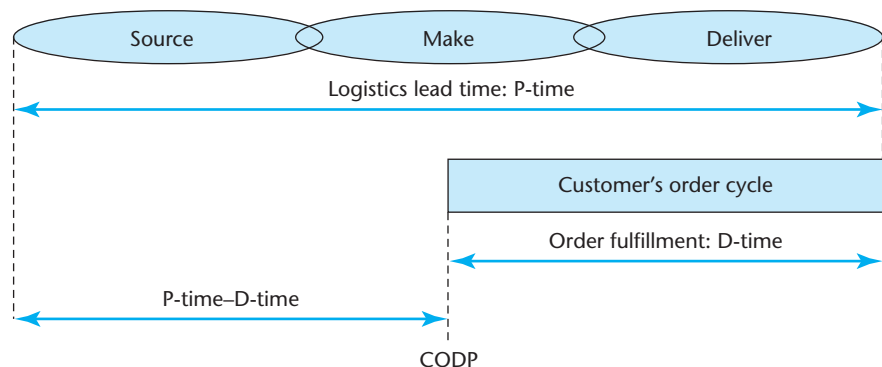 Source
Make
Deliver
Logistics lead time: P-time
Customer’s order cycle
Order fulfillment: D-time
P-time–D-time
CODP